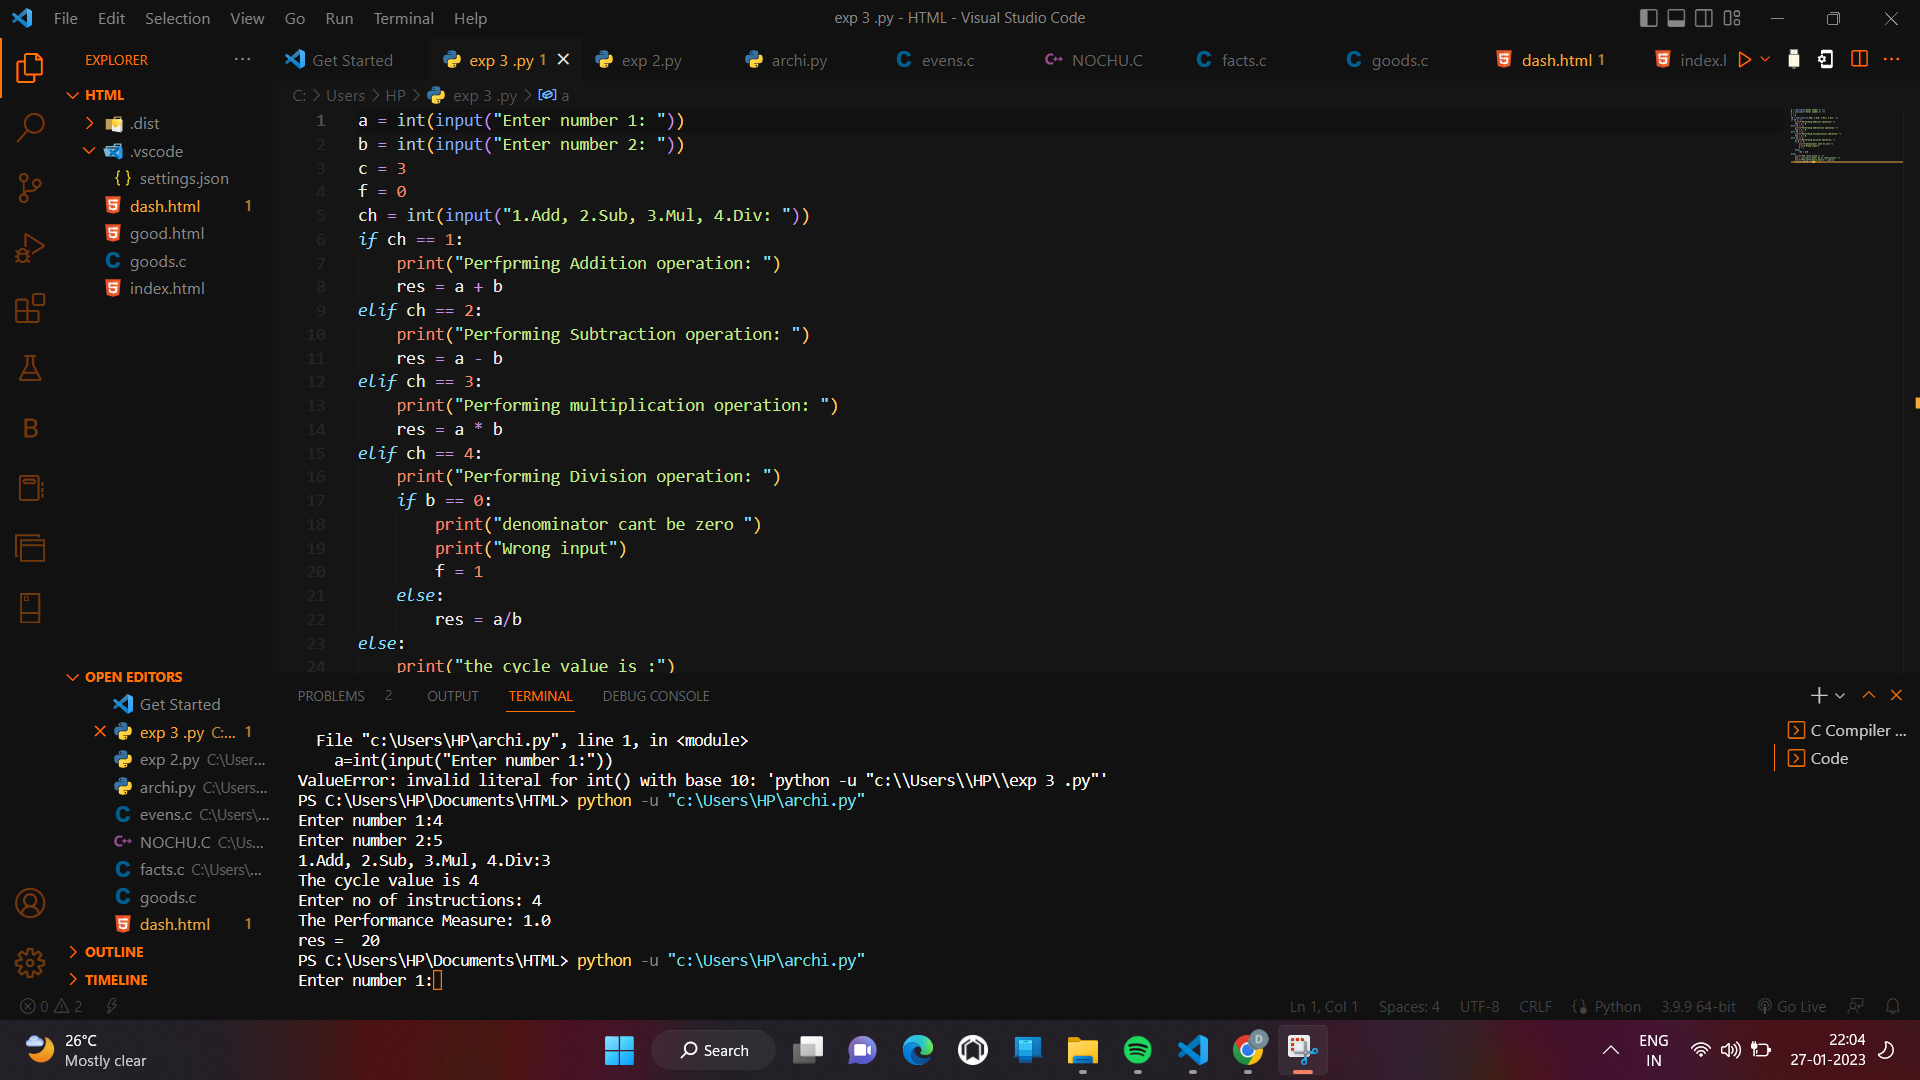 File Edit Selection View Go Run Terminal Help
exp 3 .py - HTML - Visual Studio Code
EXPLORER
Get Started
exp 3 .py 1
exp 2.py
archi.py
evens.c
NOCHU.C
facts.c
goods.c
dash.html 1
index.l
C: > Users > HP > exp 3 .py > a
HTML
.dist
.vscode
settings.json
dash.html 1
good.html
goods.c
index.html
1 a = int(input("Enter number 1: "))
2 b = int(input("Enter number 2: "))
3 c = 3
4 f = 0
5 ch = int(input("1.Add, 2.Sub, 3.Mul, 4.Div: "))
6 if ch == 1:
7 print("Perfprming Addition operation: ")
8 res = a + b
9 elif ch == 2:
10 print("Performing Subtraction operation: ")
11 res = a - b
12 elif ch == 3:
13 print("Performing multiplication operation: ")
14 res = a * b
15 elif ch == 4:
16 print("Performing Division operation: ")
17 if b == 0:
18 print("denominator cant be zero ")
19 print("Wrong input")
20 f = 1
21 else:
22 res = a/b
23 else:
24 print("the cycle value is :")
OPEN EDITORS
Get Started
exp 3 .py C:... 1
exp 2.py C:\User...
archi.py C:\Users...
evens.c C:\Users\...
NOCHU.C C:\Us...
facts.c C:\Users\...
goods.c
dash.html 1
OUTLINE
TIMELINE
PROBLEMS 2 OUTPUT TERMINAL DEBUG CONSOLE
File "c:\Users\HP\archi.py", line 1, in <module>
a=int(input("Enter number 1:"))
ValueError: invalid literal for int() with base 10: 'python -u "c:\\Users\\HP\\exp 3 .py"'
PS C:\Users\HP\Documents\HTML> python -u "c:\Users\HP\archi.py"
Enter number 1:4
Enter number 2:5
1.Add, 2.Sub, 3.Mul, 4.Div:3
The cycle value is 4
Enter no of instructions: 4
The Performance Measure: 1.0
res =  20
PS C:\Users\HP\Documents\HTML> python -u "c:\Users\HP\archi.py"
Enter number 1:
C Compiler ...
Code
0 2
Ln 1, Col 1 Spaces: 4 UTF-8 CRLF Python 3.9.9 64-bit Go Live
26°C
Mostly clear
Search
D
ENG
IN
22:04
27-01-2023